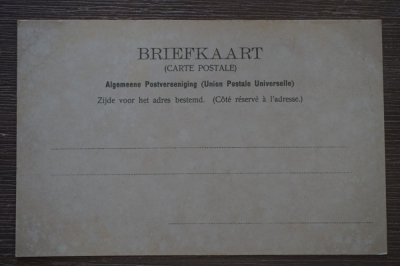 BRIEFKAART
(CARTE POSTALE)
Algemeene Postvereeniging (Union Postale Universelle)
Zijde voor het adres bestemd. (Côté réservé à l'adresse.)